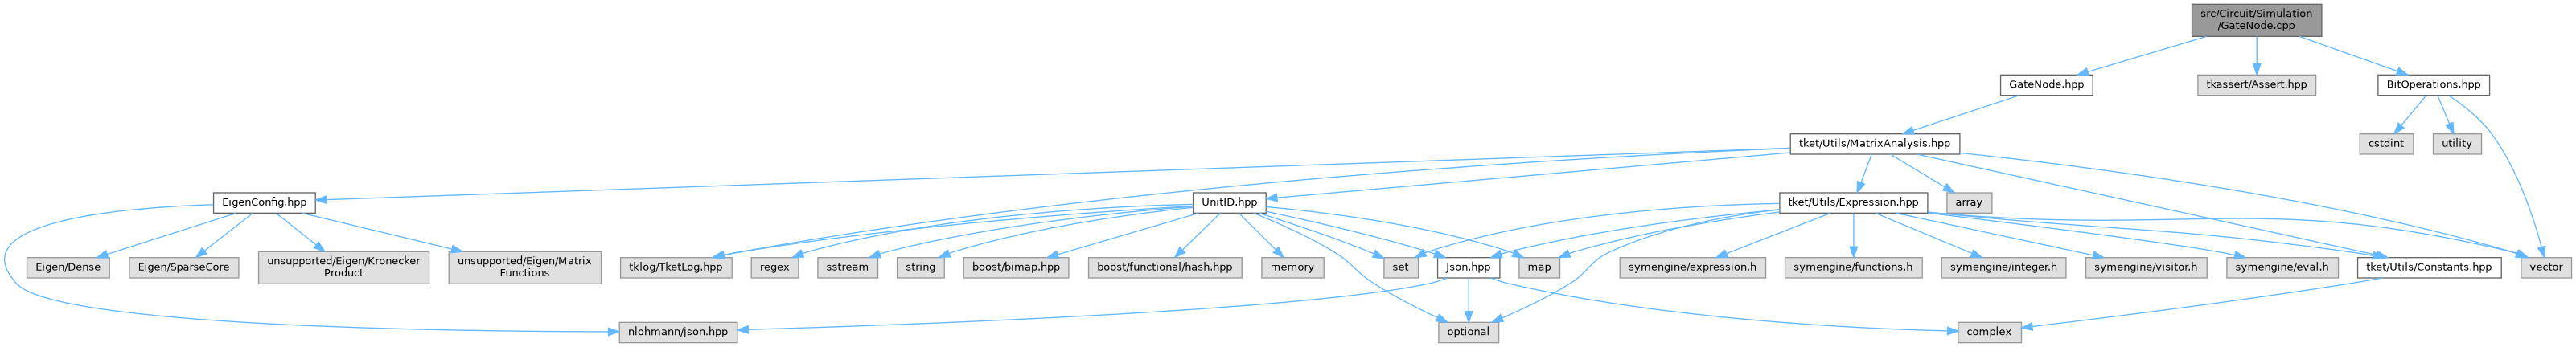 src/Circuit/Simulation
/GateNode.cpp
GateNode.hpp
tkassert/Assert.hpp
BitOperations.hpp
tket/Utils/MatrixAnalysis.hpp
cstdint
utility
EigenConfig.hpp
UnitID.hpp
tket/Utils/Expression.hpp
array
Eigen/Dense
Eigen/SparseCore
unsupported/Eigen/Kronecker
Product
unsupported/Eigen/Matrix
Functions
tklog/TketLog.hpp
regex
sstream
string
boost/bimap.hpp
boost/functional/hash.hpp
memory
set
Json.hpp
map
symengine/expression.h
symengine/functions.h
symengine/integer.h
symengine/visitor.h
symengine/eval.h
tket/Utils/Constants.hpp
vector
nlohmann/json.hpp
optional
complex